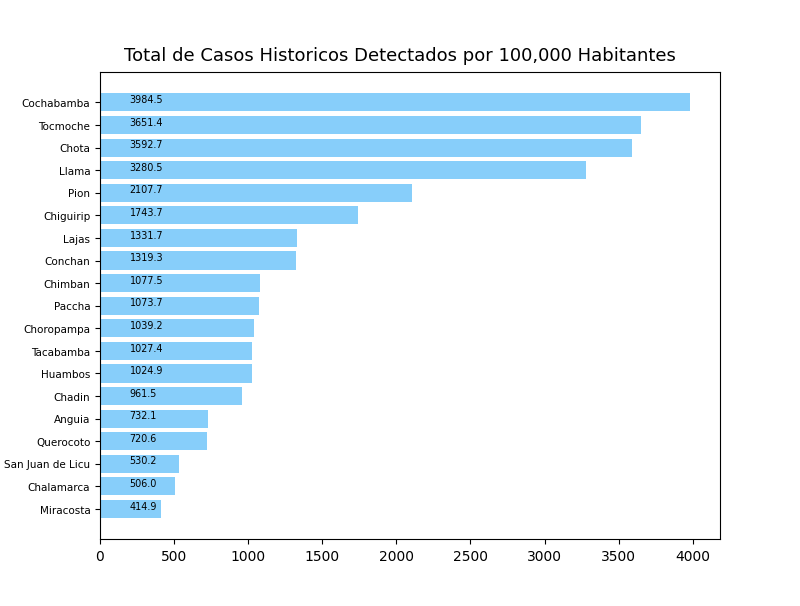 Total de Casos Historicos Detectados por 100,000 Habitantes
Cochabamba 3984.5
Tocmoche 3651.4
Chota 3592.7
Llama 3280.5
Pion 2107.7
Chiguirip 1743.7
Lajas 1331.7
Conchan 1319.3
Chimban 1077.5
Paccha 1073.7
Choropampa 1039.2
Tacabamba 1027.4
Huambos 1024.9
Chadin 961.5
Anguia 732.1
Querocoto 720.6
San Juan de Licu 530.2
Chalamarca 506.0
Miracosta 414.9
0 500 1000 1500 2000 2500 3000 3500 4000